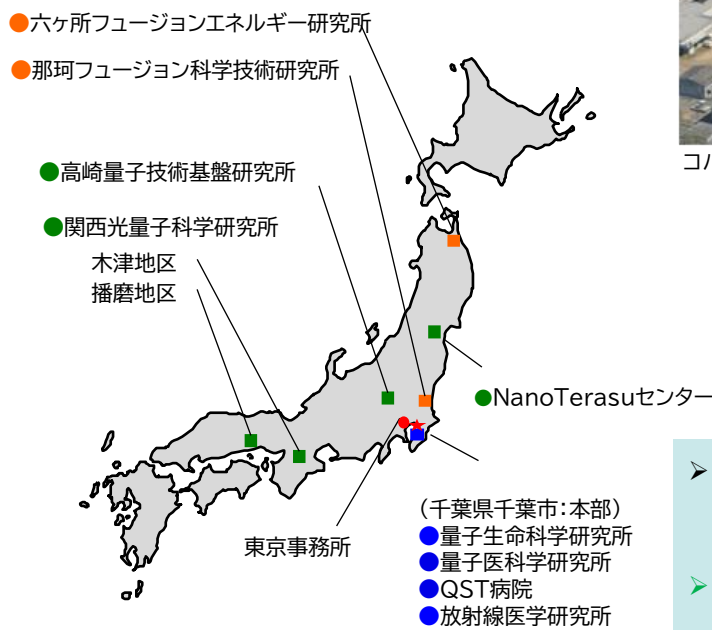 ●六ヶ所フュージョンエネルギー研究所
●那珂フュージョン科学技術研究所
●高崎量子技術基盤研究所
●関西光量子科学研究所
木津地区
播磨地区
●NanoTerasuセンター
東京事務所
(千葉県千葉市:本部)
●量子生命科学研究所
●量子医科学研究所
●QST病院
●放射線医学研究所